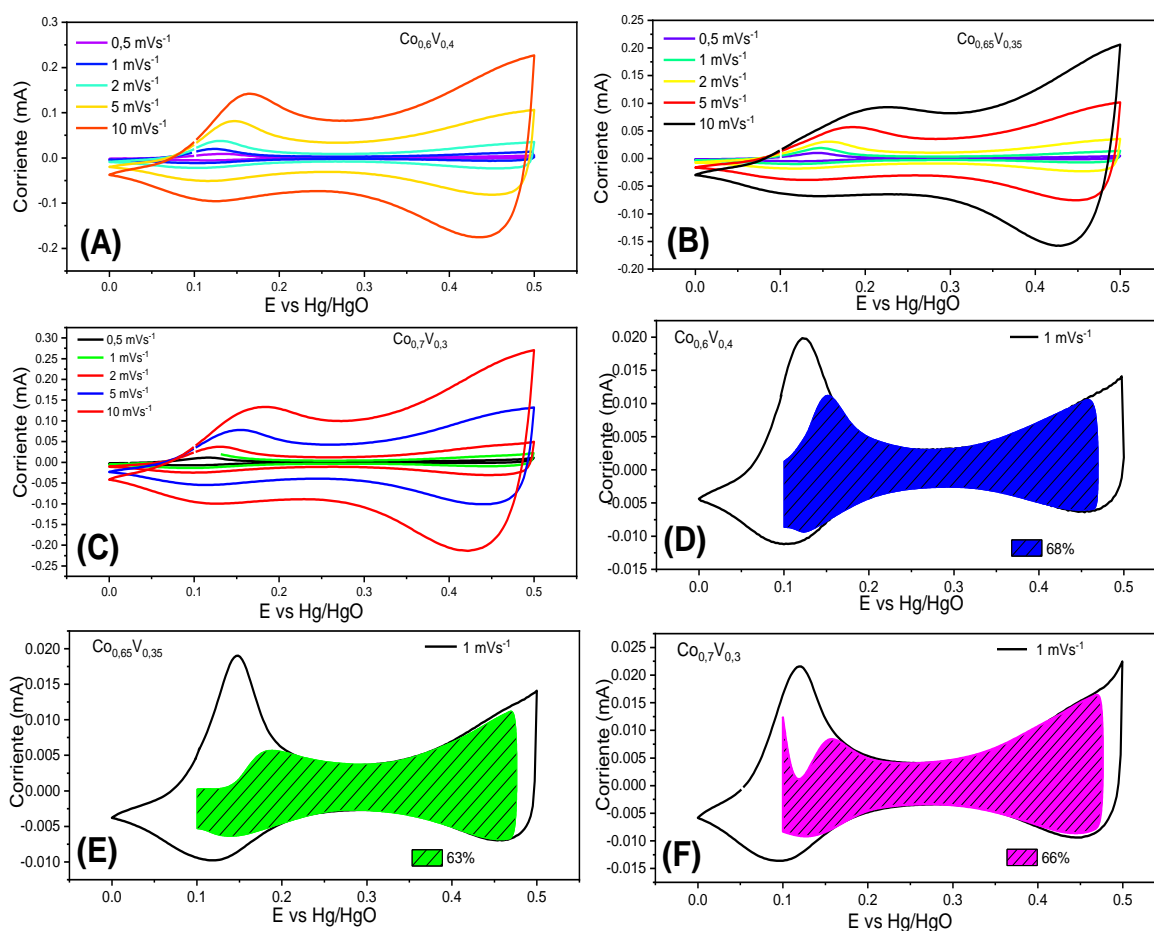 Co0,6V0,4
0,5 mVs-1
1 mVs-1
2 mVs-1
5 mVs-1
10 mVs-1
0.3
0.2
0.1
0.0
-0.1
-0.2
Corriente (mA)
0.0 0.1 0.2 0.3 0.4 0.5
E vs Hg/HgO
(A)
Co0,65V0,35
0,5 mVs-1
1 mVs-1
2 mVs-1
5 mVs-1
10 mVs-1
0.25
0.20
0.15
0.10
0.05
0.00
-0.05
-0.10
-0.15
-0.20
Corriente (mA)
0.0 0.1 0.2 0.3 0.4 0.5
E vs Hg/HgO
(B)
Co0,7V0,3
0,5 mVs-1
1 mVs-1
2 mVs-1
5 mVs-1
10 mVs-1
0.30
0.25
0.20
0.15
0.10
0.05
0.00
-0.05
-0.10
-0.15
-0.20
-0.25
Corriente (mA)
0.0 0.1 0.2 0.3 0.4 0.5
E vs Hg/HgO
(C)
Co0,6V0,4
1 mVs-1
0.020
0.015
0.010
0.005
0.000
-0.005
-0.010
-0.015
Corriente (mA)
68%
0.0 0.1 0.2 0.3 0.4 0.5
E vs Hg/HgO
(D)
Co0,65V0,35
1 mVs-1
0.020
0.015
0.010
0.005
0.000
-0.005
-0.010
Corriente (mA)
63%
0.0 0.1 0.2 0.3 0.4 0.5
E vs Hg/HgO
(E)
Co0,7V0,3
1 mVs-1
0.025
0.020
0.015
0.010
0.005
0.000
-0.005
-0.010
-0.015
Corriente (mA)
66%
0.0 0.1 0.2 0.3 0.4 0.5
E vs Hg/HgO
(F)